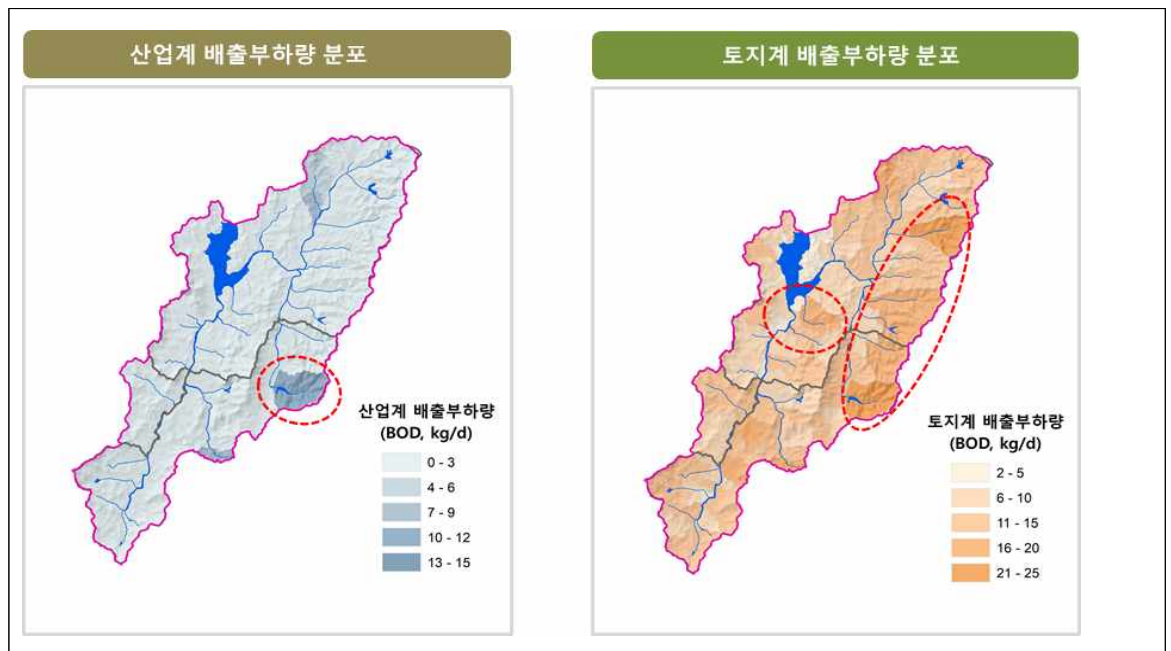 산업계 배출부하량 분포
산업계 배출부하량
(BOD, kg/d)
0 - 3
4 - 6
7 - 9
10 - 12
13 - 15
토지계 배출부하량 분포
토지계 배출부하량
(BOD, kg/d)
2 - 5
6 - 10
11 - 15
16 - 20
21 - 25